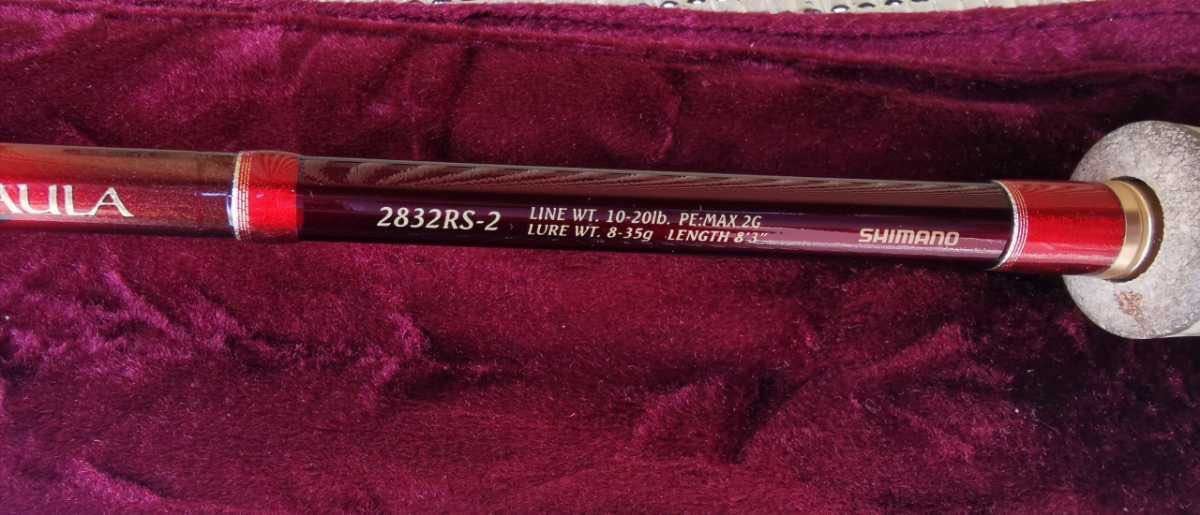 AULA
2832RS-2
LINE WT. 10-20lb. PE:MAX 2G
LURE WT. 8-35g LENGTH 8'3"
SHIMANO